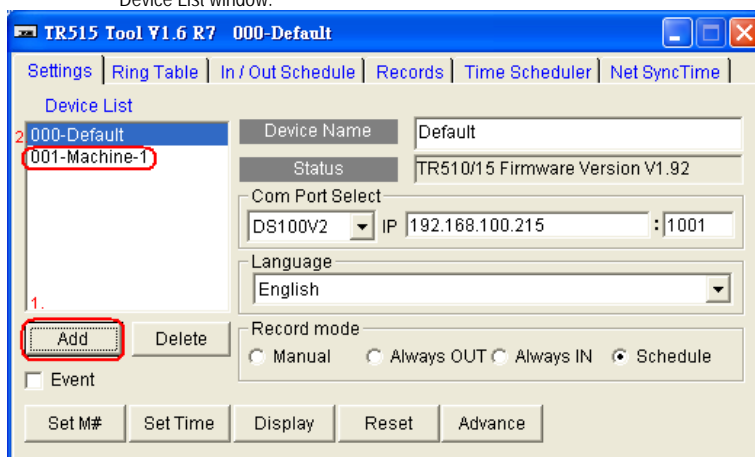 Device List window.
TR515 Tool V1.6 R7 000-Default
Settings Ring Table In / Out Schedule Records Time Scheduler Net SyncTime
Device List
2 000-Default
001-Machine-1
1.
Add Delete
Event
Device Name Default
Status TR510/15 Firmware Version V1.92
Com Port Select
DS100V2 IP 192.168.100.215 : 1001
Language
English
Record mode
Manual Always OUT Always IN Schedule
Set M# Set Time Display Reset Advance